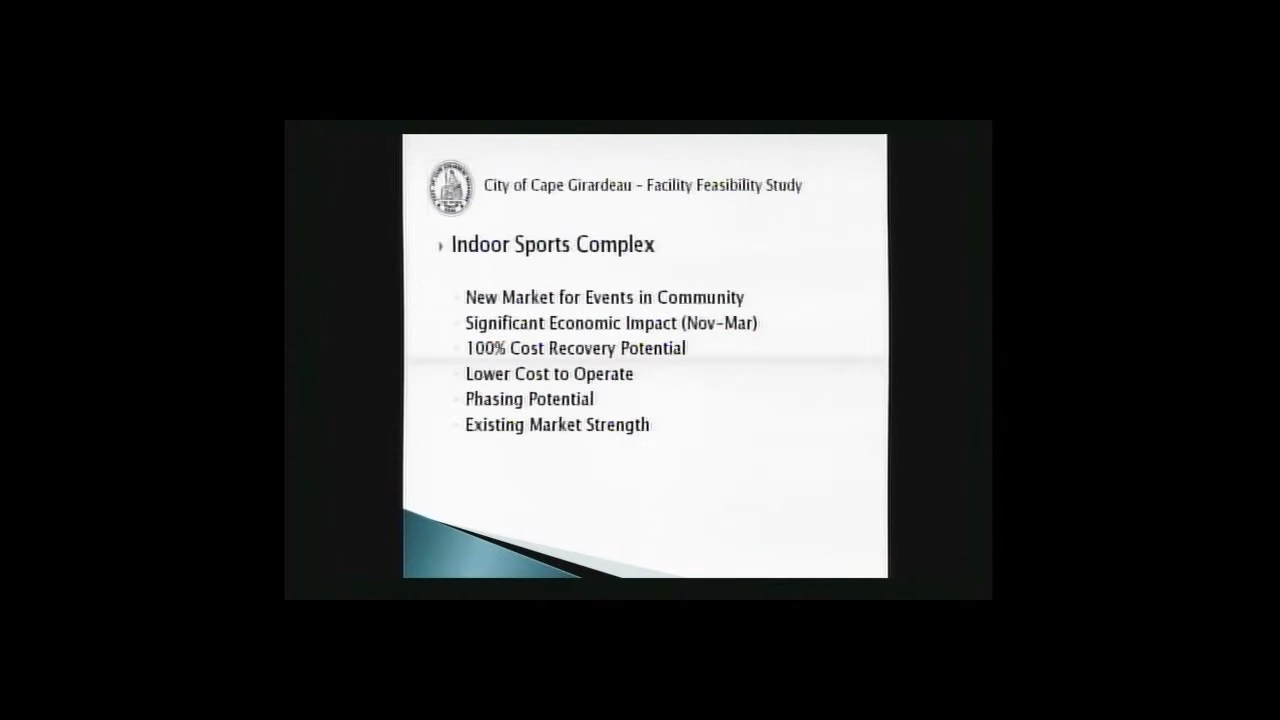 City of Cape Girardeau - Facility Feasibility Study
Indoor Sports Complex
New Market for Events in Community
Significant Economic Impact (Nov-Mar)
100% Cost Recovery Potential
Lower Cost to Operate
Phasing Potential
Existing Market Strength